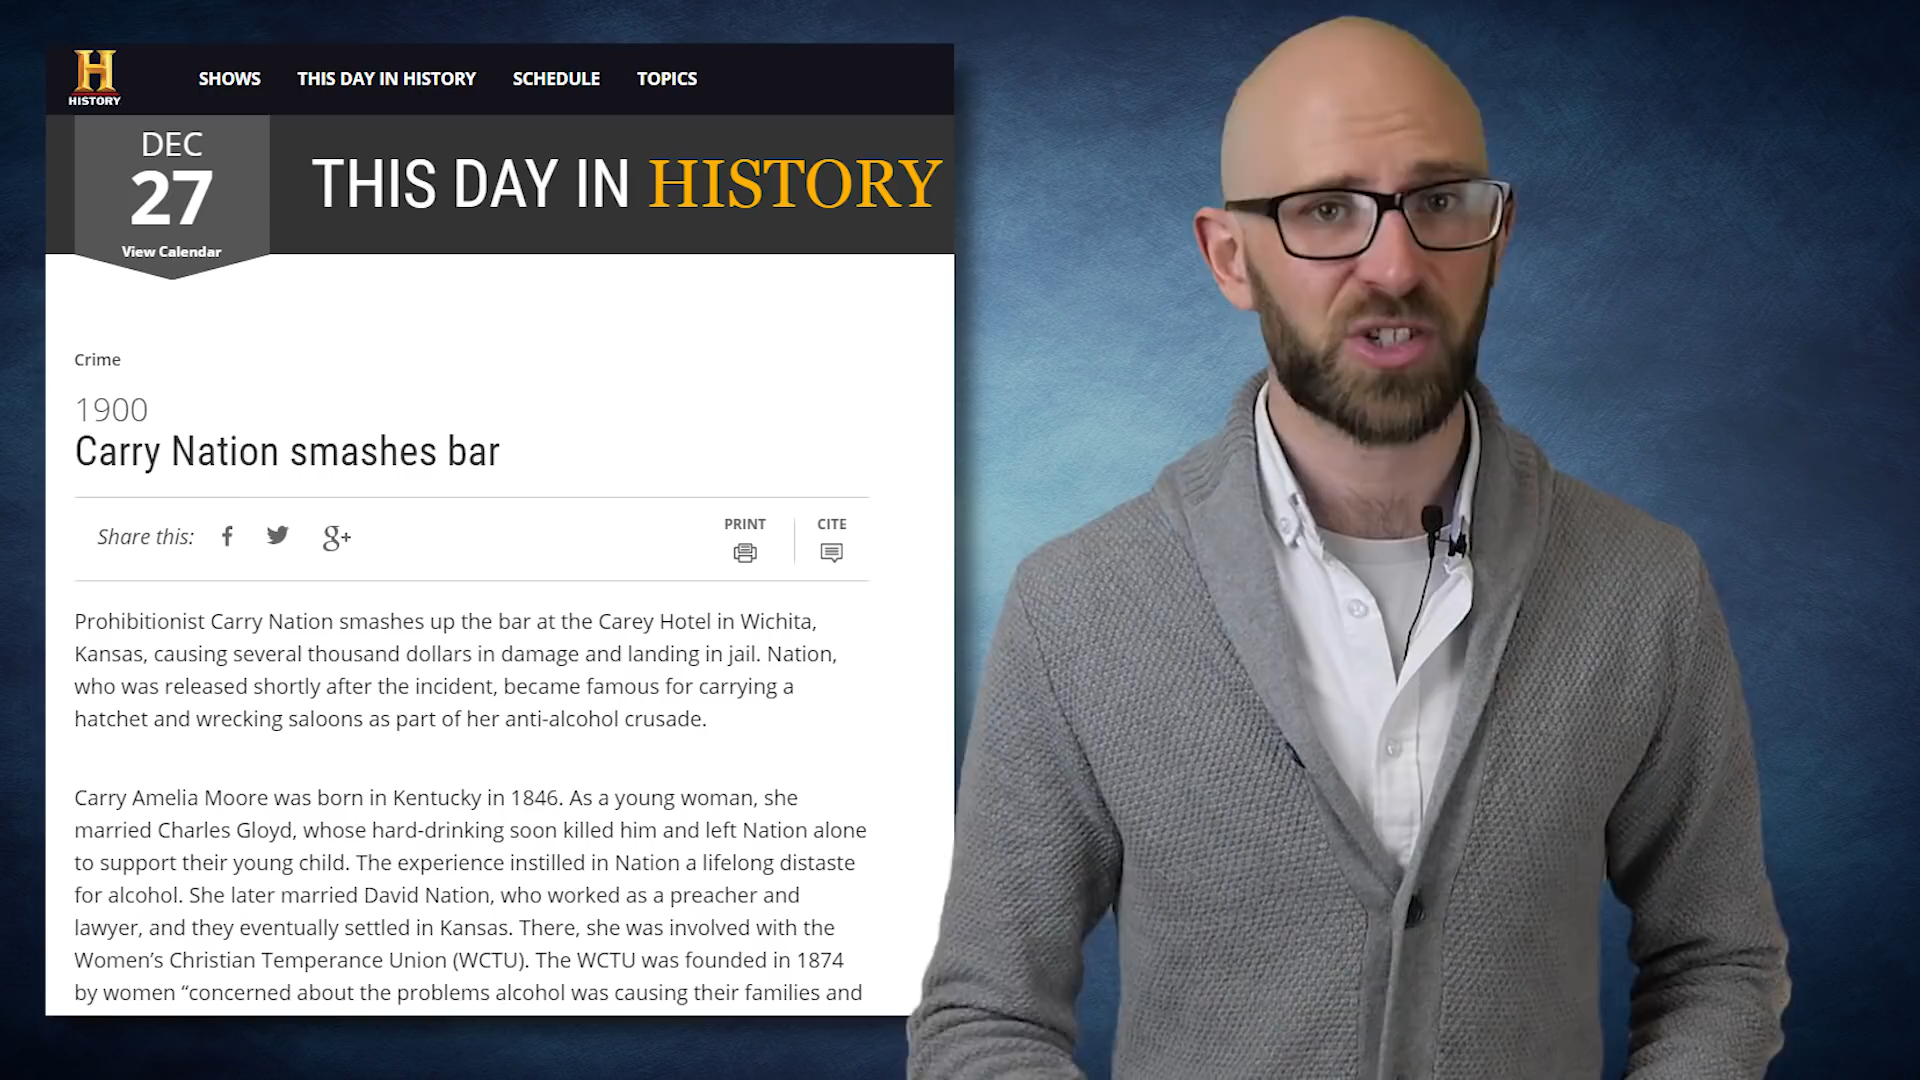 HISTORY
SHOWS THIS DAY IN HISTORY SCHEDULE TOPICS
DEC
27
View Calendar
THIS DAY IN HISTORY
Crime
1900
Carry Nation smashes bar
Share this: f g+
PRINT CITE
Prohibitionist Carry Nation smashes up the bar at the Carey Hotel in Wichita,
Kansas, causing several thousand dollars in damage and landing in jail. Nation,
who was released shortly after the incident, became famous for carrying a
hatchet and wrecking saloons as part of her anti-alcohol crusade.
Carry Amelia Moore was born in Kentucky in 1846. As a young woman, she
married Charles Gloyd, whose hard-drinking soon killed him and left Nation alone
to support their young child. The experience instilled in Nation a lifelong distaste
for alcohol. She later married David Nation, who worked as a preacher and
lawyer, and they eventually settled in Kansas. There, she was involved with the
Women’s Christian Temperance Union (WCTU). The WCTU was founded in 1874
by women “concerned about the problems alcohol was causing their families and